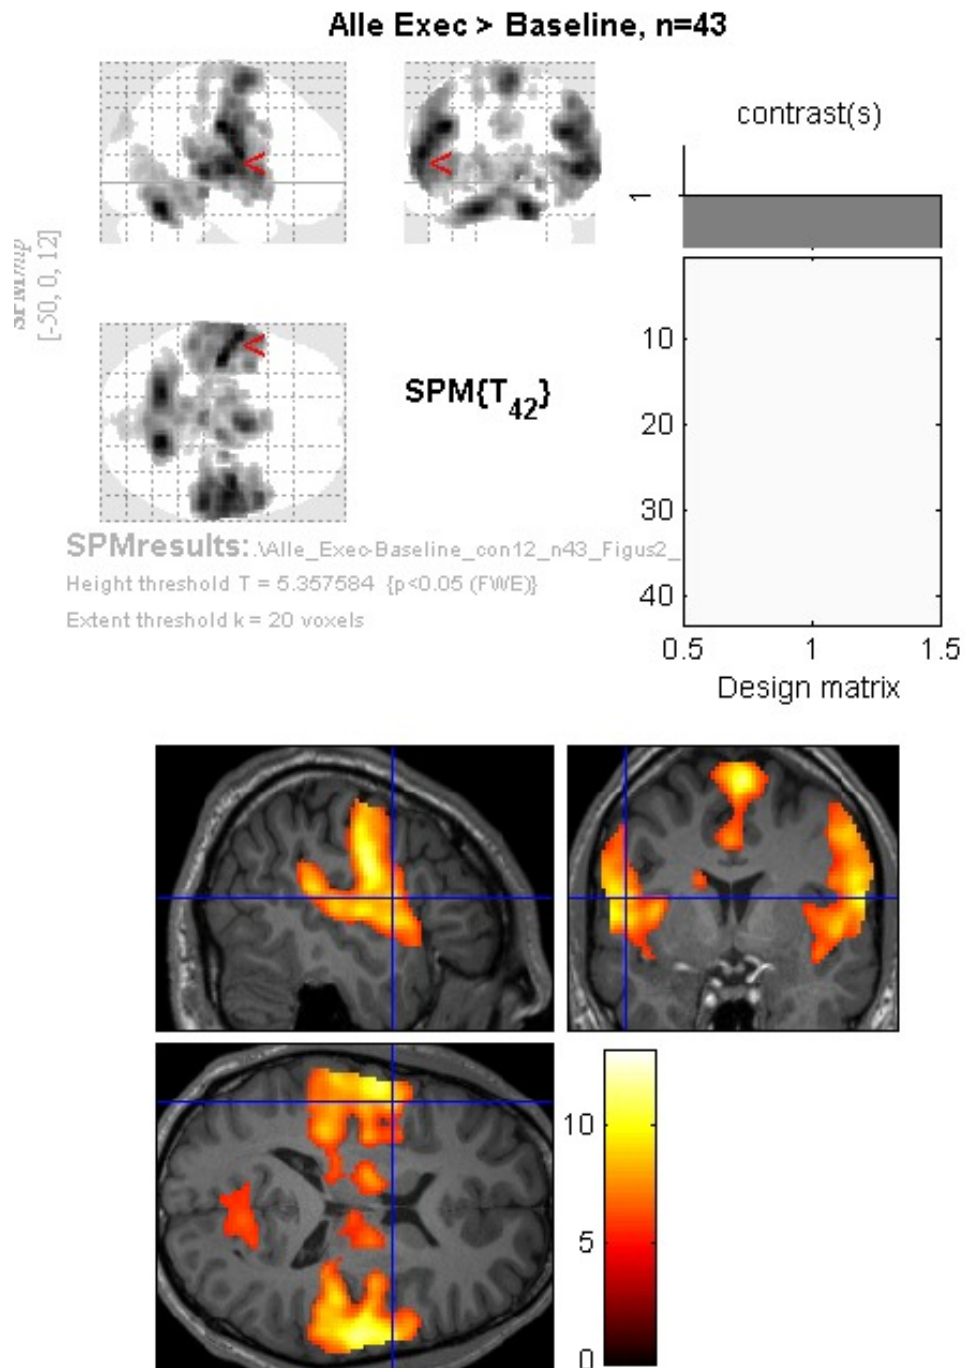 Alle Exec > Baseline, n=43
contrast(s)
1
[-50, 0, 12]
<
<
<
SPM{T42}
10
20
30
40
0.5
1
1.5
Design matrix
SPMresults: .\Alle_Exec-Baseline_con12_n43_Figus2_
Height threshold T = 5.357584 {p<0.05 (FWE)}
Extent threshold k = 20 voxels
10
5
0